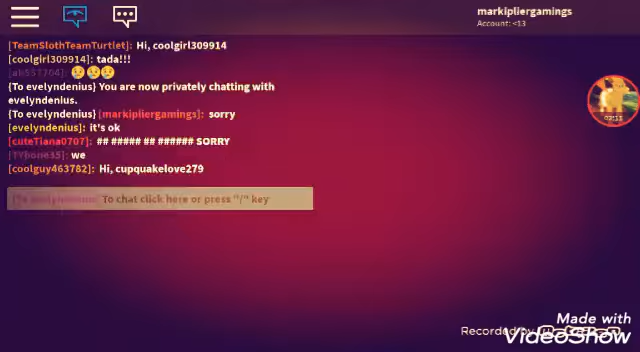 markipliergamings
Account: <13
[TeamSlothTeamTurtlet]: Hi, coolgirl309914
[coolgirl309914]: tada!!!
😢😢😢
{To evelyndenius} You are now privately chatting with
evelyndenius.
{To evelyndenius} [markipliergamings]: sorry
[evelyndenius]: it's ok
[cuteTiana0707]: ## ##### ## ###### SORRY
we
[coolguy463782]: Hi, cupquakelove279
[To evelyndenius] To chat click here or press "/" key
Made with
Recorded by
VideoShow